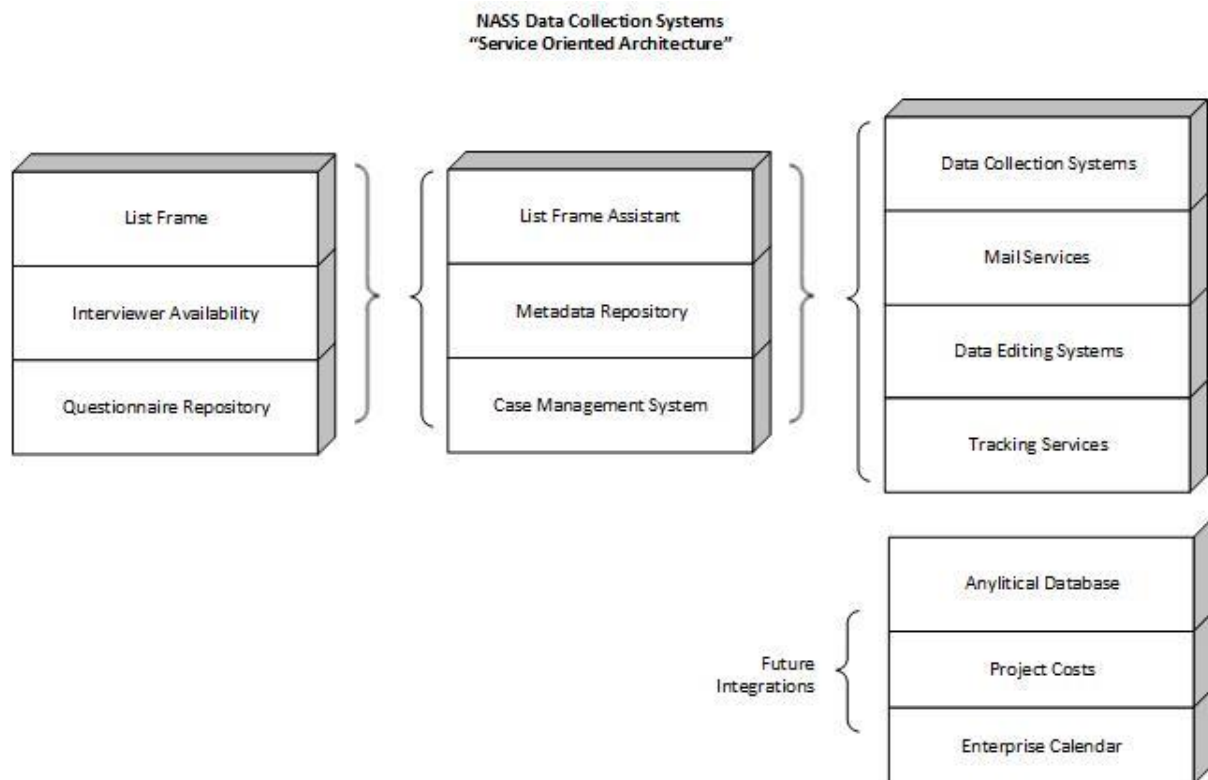 NASS Data Collection Systems
“Service Oriented Architecture”
List Frame
Interviewer Availability
Questionnaire Repository
List Frame Assistant
Metadata Repository
Case Management System
Data Collection Systems
Mail Services
Data Editing Systems
Tracking Services
Future
Integrations
Anylitical Database
Project Costs
Enterprise Calendar